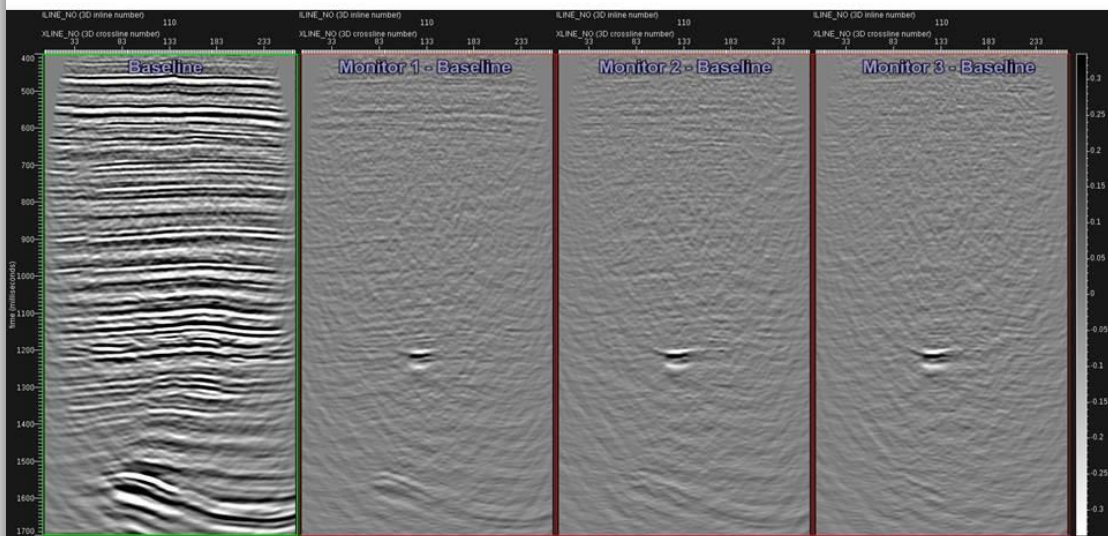 ILINE_NO (3D inline number)
110
XLINE_NO (3D crossline number)
33 83 133 183 233
Baseline
ILINE_NO (3D inline number)
110
XLINE_NO (3D crossline number)
33 83 133 183 233
Monitor 1 - Baseline
ILINE_NO (3D inline number)
110
XLINE_NO (3D crossline number)
33 83 133 183 233
Monitor 2 - Baseline
ILINE_NO (3D inline number)
110
XLINE_NO (3D crossline number)
33 83 133 183 233
Monitor 3 - Baseline
time (milliseconds)
400
500
600
700
800
900
1000
1100
1200
1300
1400
1500
1600
1700
0.3
0.25
0.2
0.15
0.1
0.05
0
-0.05
-0.1
-0.15
-0.2
-0.25
-0.3